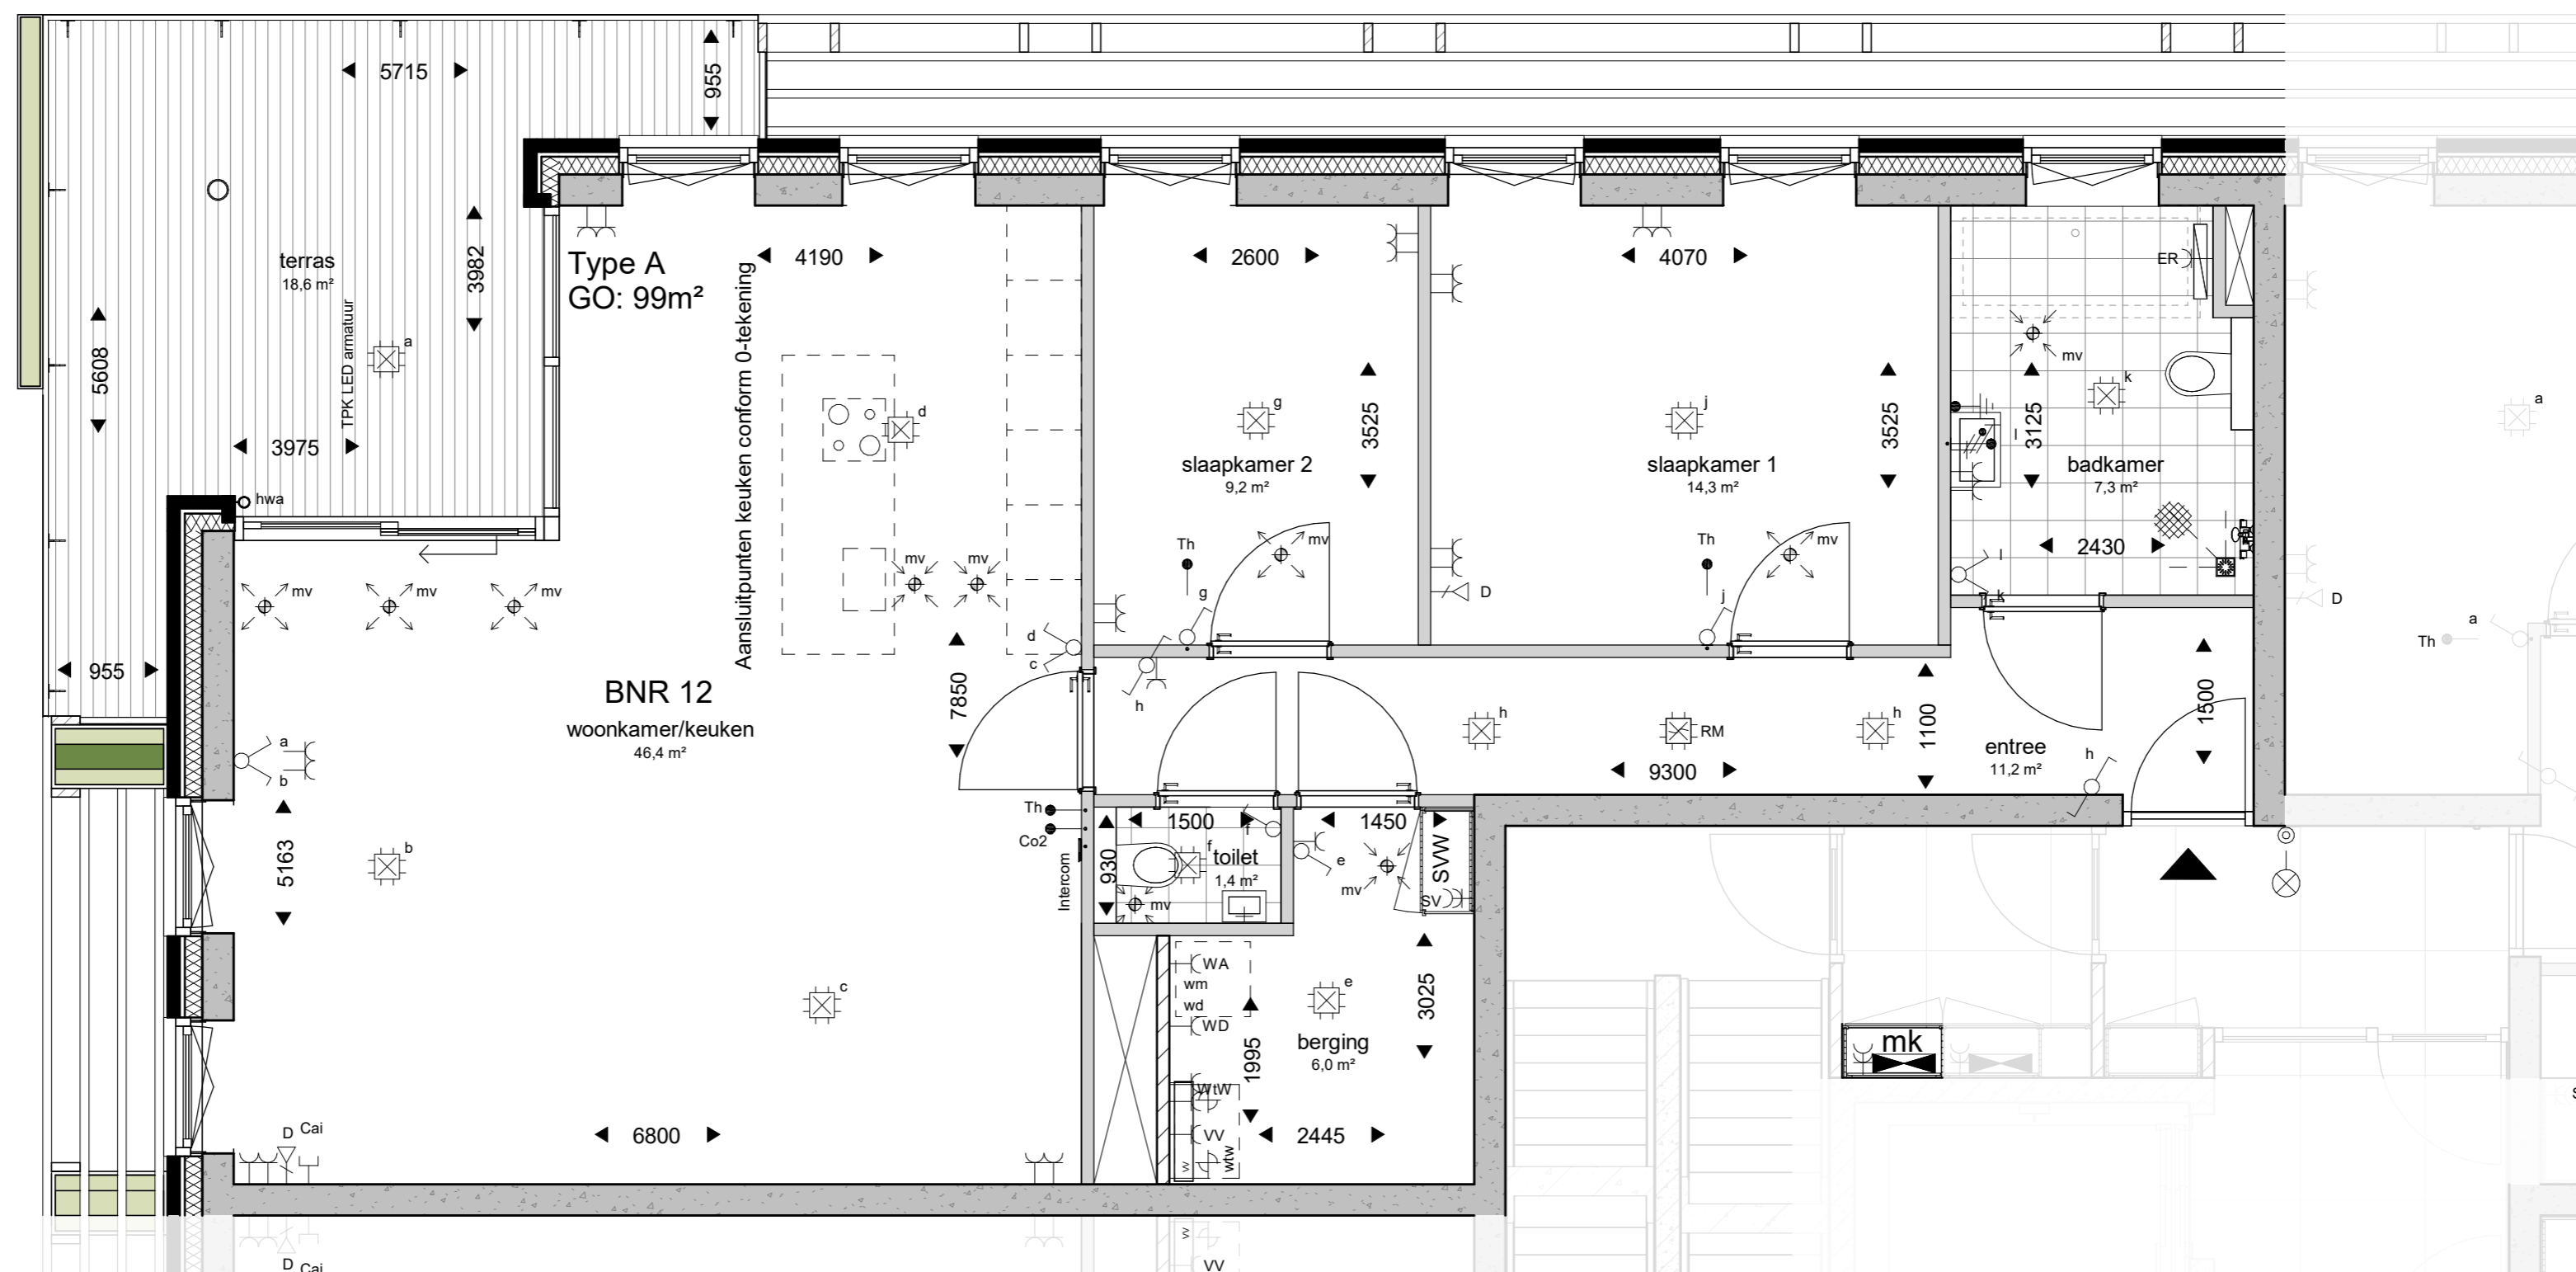 5715
955
Type A
GO: 99m²
4190
2600
4070
ER
terras
18,6 m²
3982
TPK LED armatuur
Aansluitpunten keuken conform 0-tekening
mv
5608
a
d
g
j
k
a
3525
3525
3125
l
3975
slaapkamer 2
9,2 m²
slaapkamer 1
14,3 m²
badkamer
7,3 m²
hwa
Th
mv
Th
mv
2430
mv
mv
mv
mv
mv
l
k
g
j
D
D
d
c
Th
a
955
BNR 12
woonkamer/keuken
46,4 m²
7850
h
h
RM
h
1100
1500
entree
11,2 m²
h
a
b
9300
Th
Co2
Intercom
1500
f
1450
5163
b
930
f
toilet
1,4 m²
mv
e
mv
SVW
SV
c
WA
wm
wd
WD
e
3025
berging
6,0 m²
1995
mk
WtW
VV
wtw
w
6800
2445
D
Cai
w
VV
D
Cai